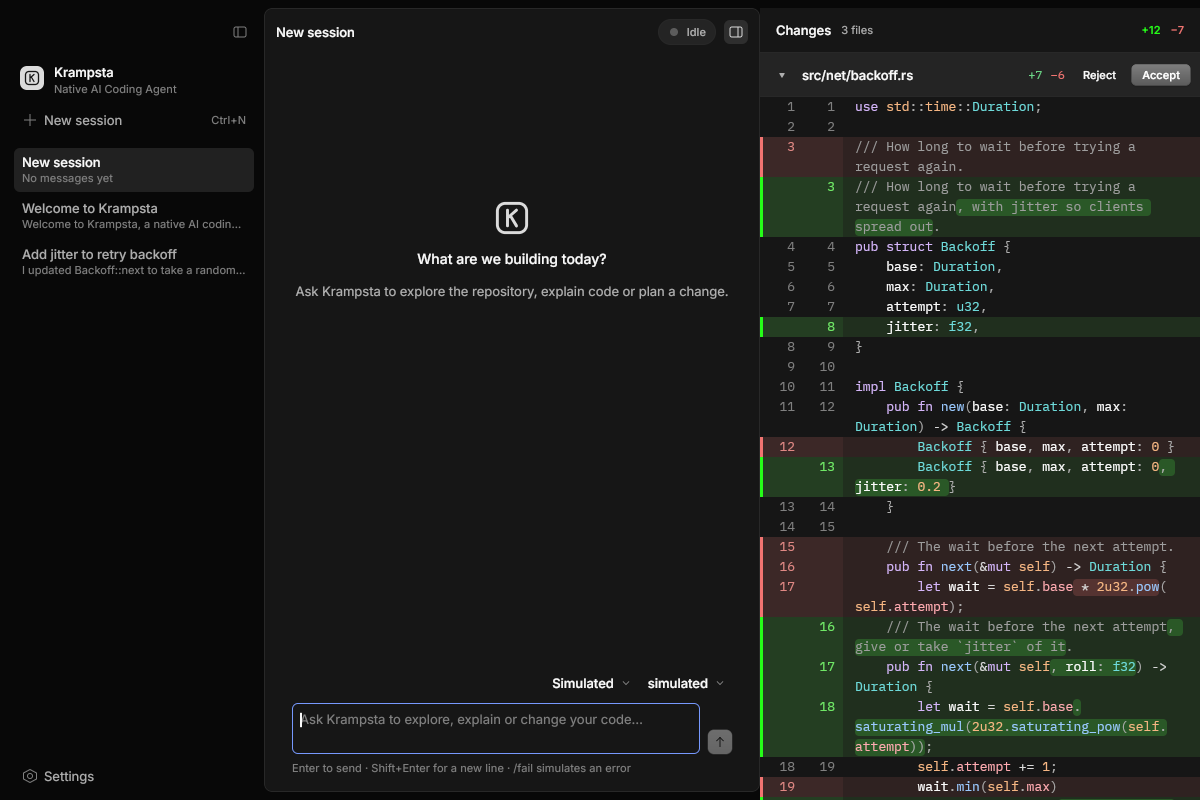 Krampsta
Native AI Coding Agent
New session Ctrl+N
New session
No messages yet
Welcome to Krampsta
Welcome to Krampsta, a native AI codin...
Add jitter to retry backoff
I updated Backoff::next to take a random...
Settings
New session
Idle
K
What are we building today?
Ask Krampsta to explore the repository, explain code or plan a change.
Simulated simulated
Ask Krampsta to explore, explain or change your code...
Enter to send · Shift+Enter for a new line · /fail simulates an error
Changes 3 files +12 −7
src/net/backoff.rs +7 −6 Reject Accept
1 1 use std::time::Duration;
2 2
3 /// How long to wait before trying a
request again.
3 /// How long to wait before trying a
request again, with jitter so clients
spread out.
4 4 pub struct Backoff {
5 5 base: Duration,
6 6 max: Duration,
7 7 attempt: u32,
8 jitter: f32,
8 9 }
9 10
10 11 impl Backoff {
11 12 pub fn new(base: Duration, max:
Duration) -> Backoff {
12 Backoff { base, max, attempt: 0 }
13 Backoff { base, max, attempt: 0,
jitter: 0.2 }
13 14 }
14 15
15 /// The wait before the next attempt.
16 pub fn next(&mut self) -> Duration {
17 let wait = self.base * 2u32.pow(
self.attempt);
16 /// The wait before the next attempt,
give or take `jitter` of it.
17 pub fn next(&mut self, roll: f32) ->
Duration {
18 let wait = self.base.
saturating_mul(2u32.saturating_pow(self.
attempt));
18 19 self.attempt += 1;
19 wait.min(self.max)